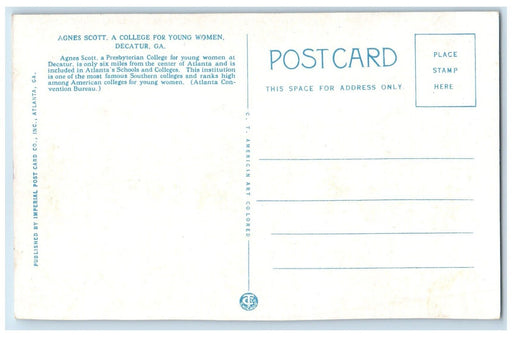 AGNES SCOTT, A COLLEGE FOR YOUNG WOMEN,
DECATUR, GA.
Agnes Scott, a Presbyterian College for young women at
Decatur, is only six miles from the center of Atlanta and is
included in Atlanta's Schools and Colleges. This institution
is one of the most famous Southern colleges and ranks high
among American colleges for young women. (Atlanta Con-
vention Bureau.)
PUBLISHED BY IMPERIAL POST CARD CO., INC., ATLANTA, GA.
C. T. AMERICAN ART COLORED
POST CARD
THIS SPACE FOR ADDRESS ONLY
PLACE
STAMP
HERE